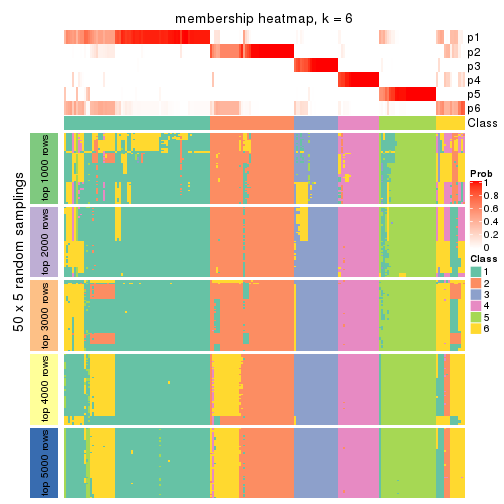 membership heatmap, k = 6
p1
p2
p3
p4
p5
p6
Class
50 x 5 random samplings
top 1000 rows
top 2000 rows
top 3000 rows
top 4000 rows
top 5000 rows
Prob
1
0.8
0.6
0.4
0.2
0
Class
1
2
3
4
5
6